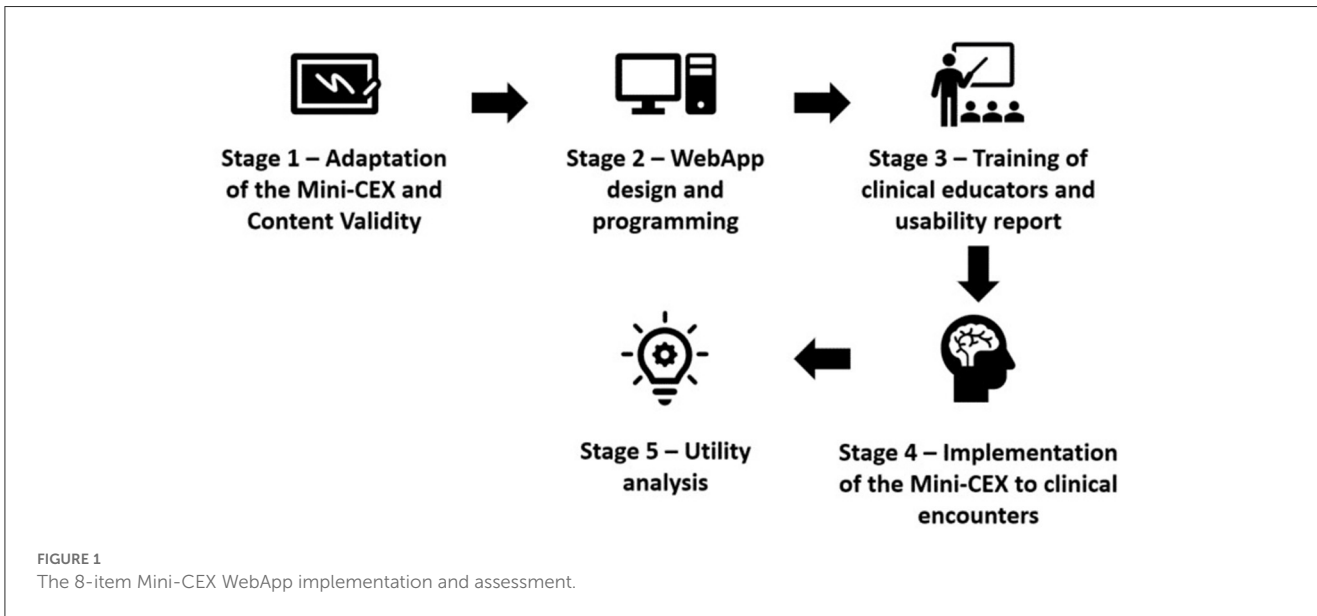 Stage 1 – Adaptation
of the Mini-CEX and
Content Validity
Stage 2 – WebApp
design and
programming
Stage 3 – Training of
clinical educators and
usability report
Stage 4 – Implementation
of the Mini-CEX to clinical
encounters
Stage 5 – Utility
analysis
FIGURE 1
The 8-item Mini-CEX WebApp implementation and assessment.